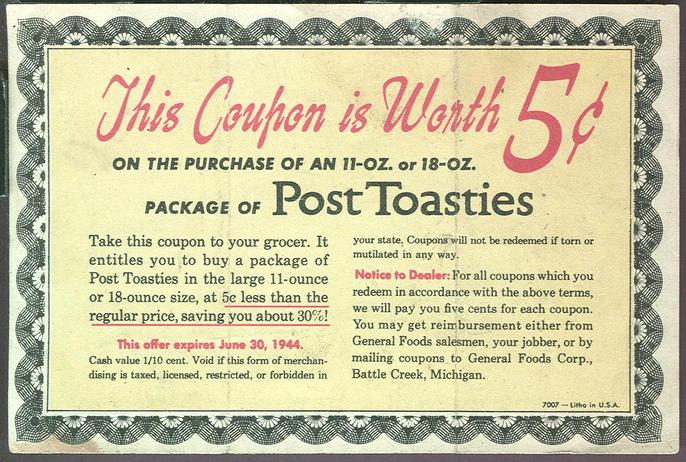 This Coupon is Worth 5¢
ON THE PURCHASE OF AN 11-OZ. or 18-OZ.
PACKAGE OF Post Toasties
Take this coupon to your grocer. It
entitles you to buy a package of
Post Toasties in the large 11-ounce
or 18-ounce size, at 5c less than the
regular price, saving you about 30%!
This offer expires June 30, 1944.
Cash value 1/10 cent. Void if this form of merchan-
dising is taxed, licensed, restricted, or forbidden in
your state. Coupons will not be redeemed if torn or
mutilated in any way.
Notice to Dealer: For all coupons which you
redeem in accordance with the above terms,
we will pay you five cents for each coupon.
You may get reimbursement either from
General Foods salesmen, your jobber, or by
mailing coupons to General Foods Corp.,
Battle Creek, Michigan.
7007 — Litho in U.S.A.